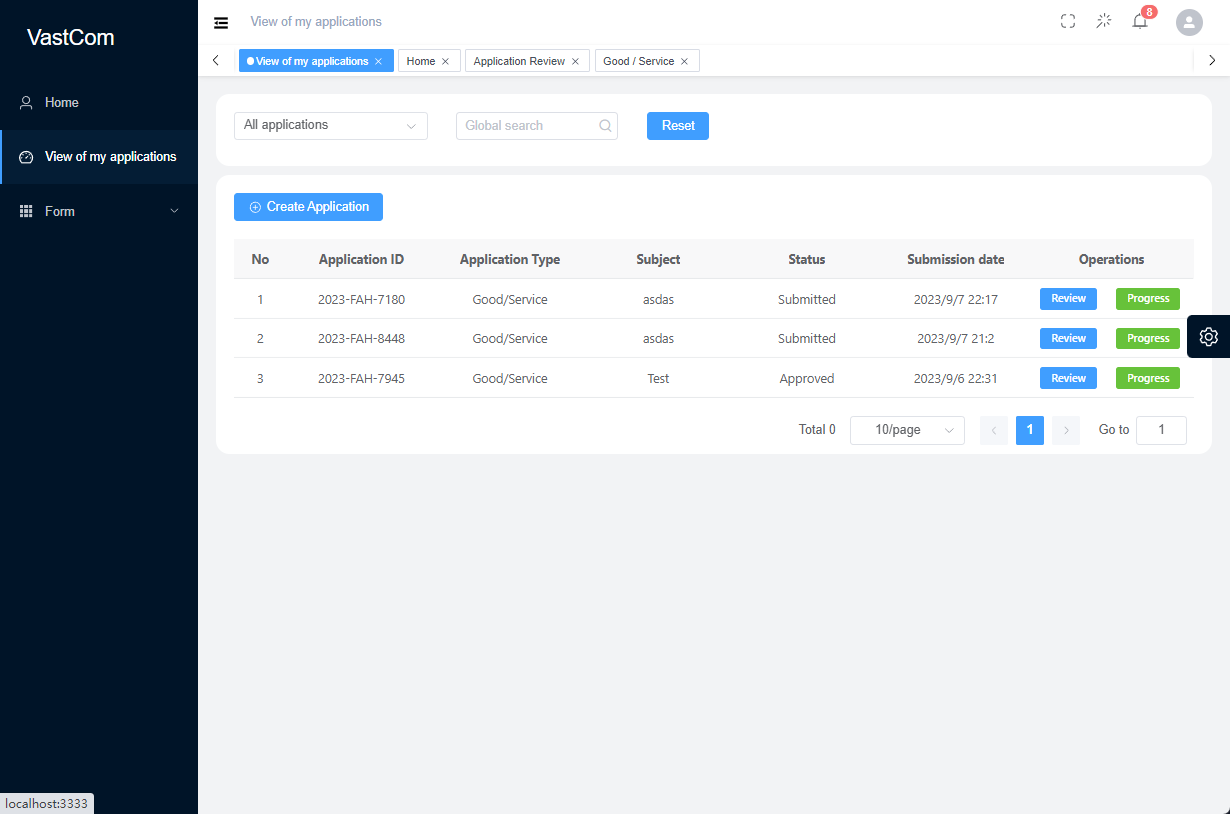 VastCom
Home
View of my applications
Form
View of my applications
8
View of my applications
Home
Application Review
Good / Service
All applications
Global search
Reset
Create Application
No Application ID Application Type Subject Status Submission date Operations
1 2023-FAH-7180 Good/Service asdas Submitted 2023/9/7 22:17 Review Progress
2 2023-FAH-8448 Good/Service asdas Submitted 2023/9/7 21:2 Review Progress
3 2023-FAH-7945 Good/Service Test Approved 2023/9/6 22:31 Review Progress
Total 0 10/page 1 Go to 1
localhost:3333